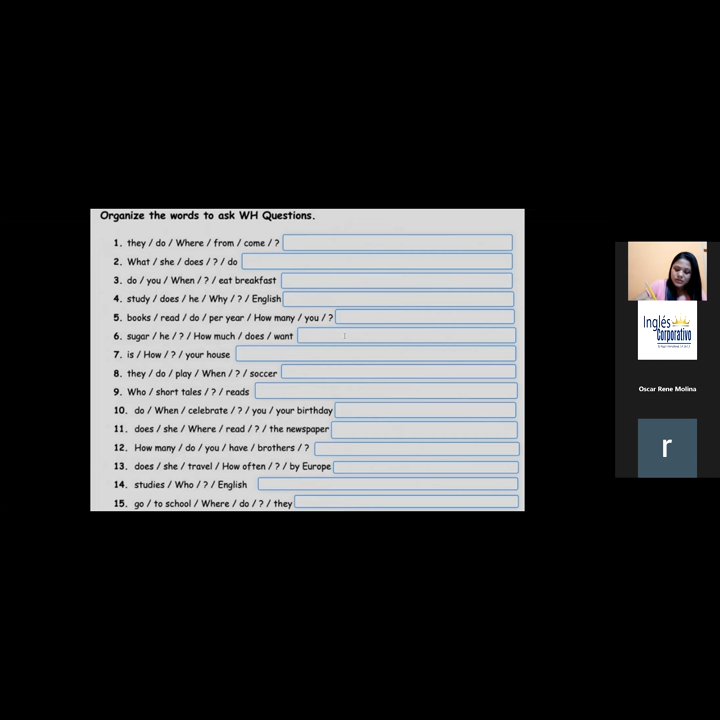 Organize the words to ask WH Questions.
1. they / do / Where / from / come / ?
2. What / she / does / ? / do
3. do / you / When / ? / eat breakfast
4. study / does / he / Why / ? / English
5. books / read / do / per year / How many / you / ?
6. sugar / he / ? / How much / does / want
7. is / How / ? / your house
8. they / do / play / When / ? / soccer
9. Who / short tales / ? / reads
10. do / When / celebrate / ? / you / your birthday
11. does / she / Where / read / ? / the newspaper
12. How many / do / you / have / brothers / ?
13. does / she / travel / How often / ? / by Europe
14. studies / Who / ? / English
15. go / to school / Where / do / ? / they
Inglés
Corporativo
Oscar Rene Molina
r